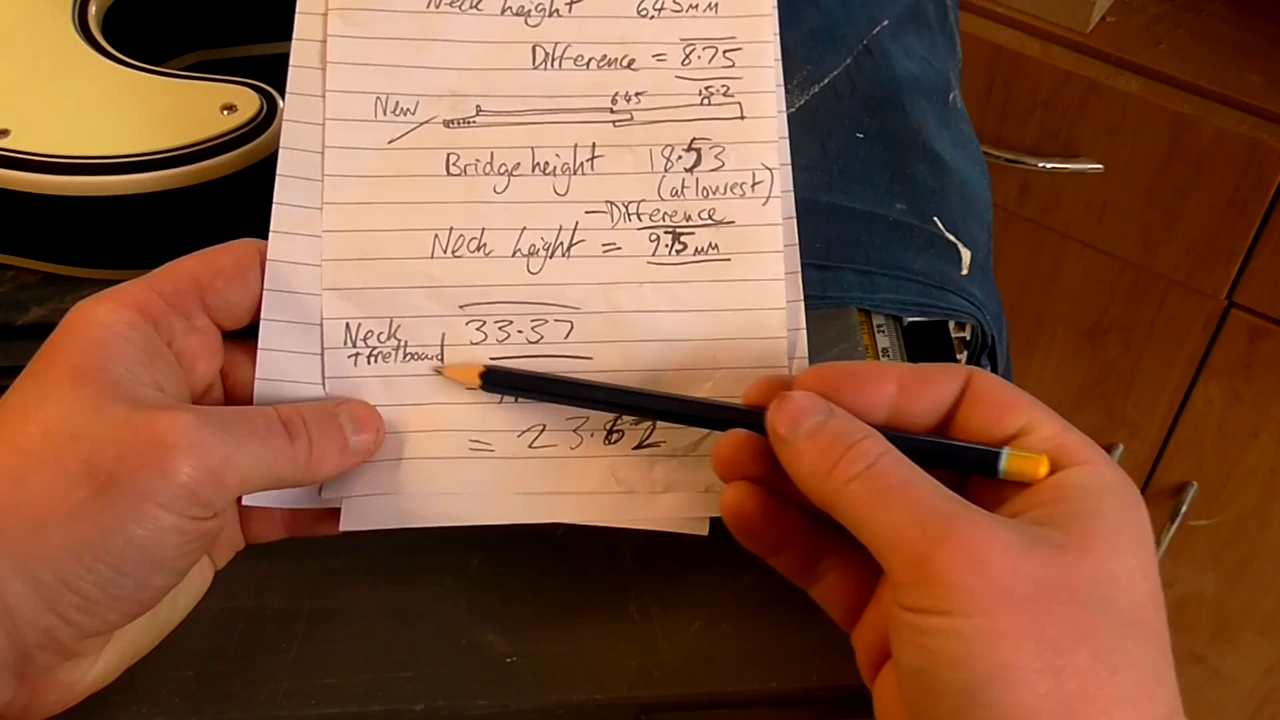 Neck height 6.45MM
Difference = 8.75
New 6.45 15.2
Bridge height 18.53
(at lowest)
- Difference
Neck height = 9.75MM
Neck 33.37
+ fretboard
= 23.62